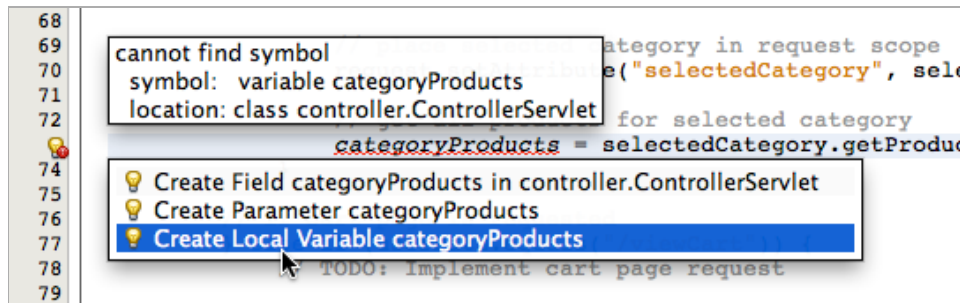 68
69 // place selected category in request scope
70 request.setAttribute("selectedCategory", sele
71
72 for selected category
categoryProducts = selectedCategory.getProduc
cannot find symbol
symbol: variable categoryProducts
location: class controller.ControllerServlet
74
Create Field categoryProducts in controller.ControllerServlet
75
Create Parameter categoryProducts
76
Create Local Variable categoryProducts
77 {
78 TODO: Implement cart page request
79